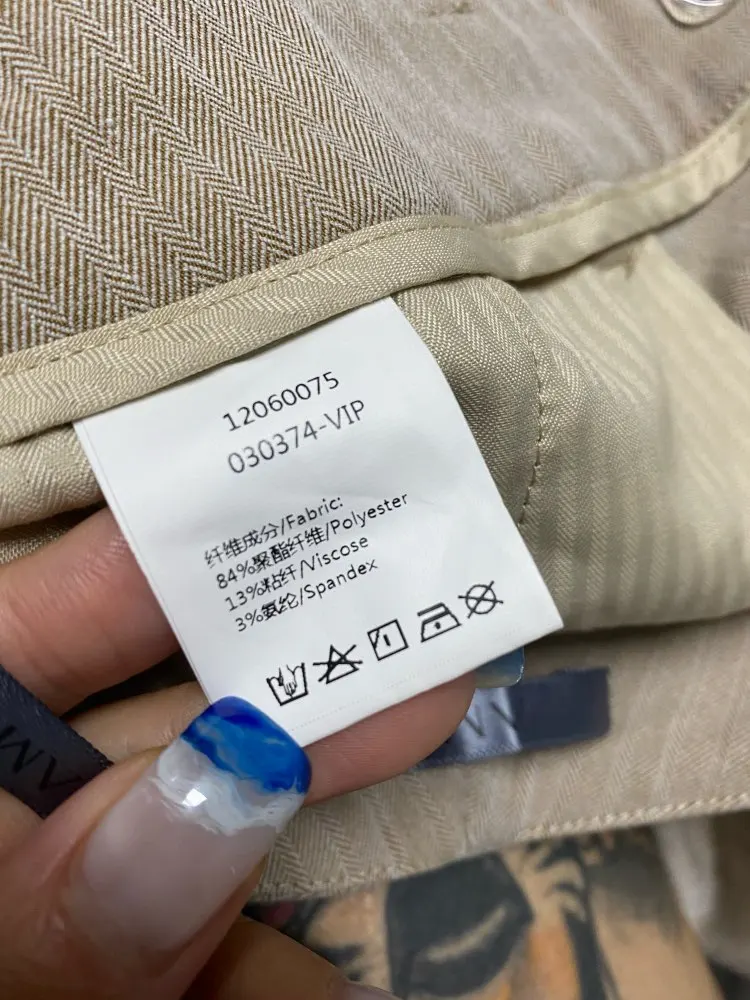 12060075
030374-VIP
纤维成分/Fabric:
84%聚酯纤维/Polyester
13%粘纤/Viscose
3%氨纶/Spandex